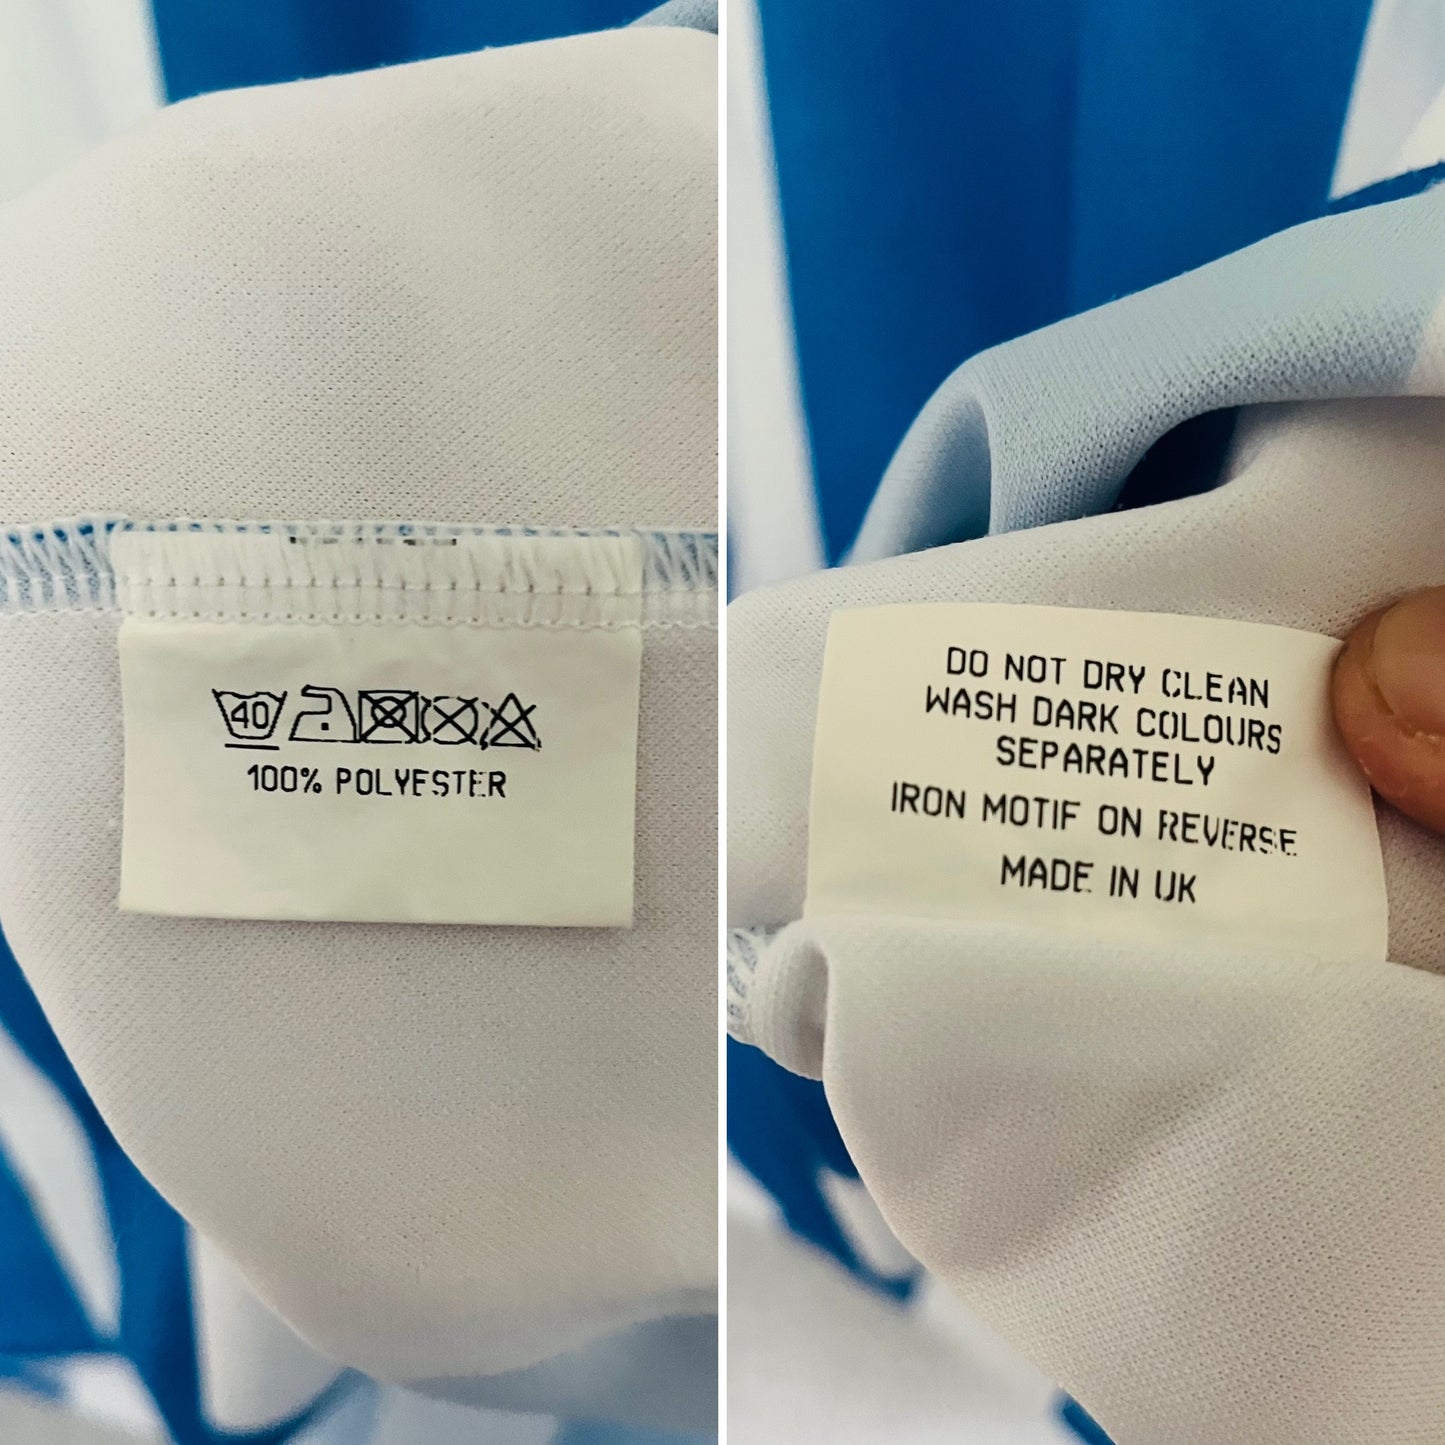 40
100% POLYESTER
DO NOT DRY CLEAN
WASH DARK COLOURS
SEPARATELY
IRON MOTIF ON REVERSE
MADE IN UK